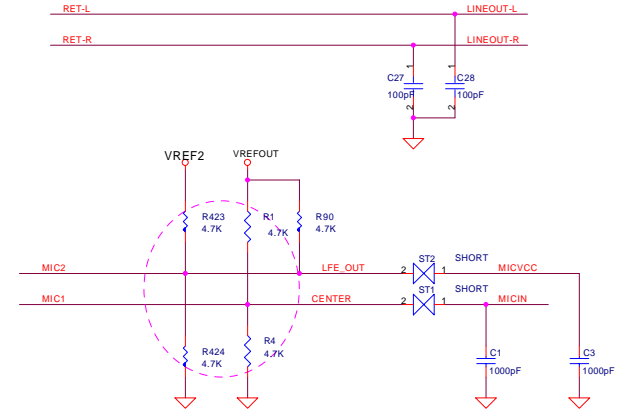 RET-L LINEOUT-L
RET-R LINEOUT-R
1 1
C27 C28
100pF 100pF
2 2
VREF2 VREFOUT
R423 R1 R90
4.7K 4.7K 4.7K
MIC2 LFE_OUT 2 ST2 1 SHORT MICVCC
MIC1 CENTER 2 ST1 1 SHORT MICIN
R424 R4 C1 C3
4.7K 4.7K 1000pF 1000pF